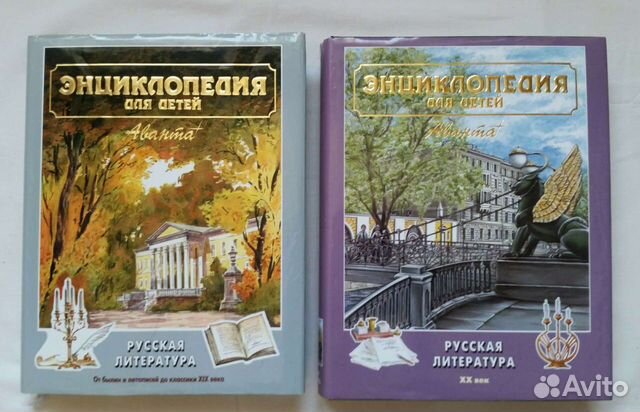 ЭНЦИКЛОПЕДИЯ
ДЛЯ ДЕТЕЙ
Аванта+
РУССКАЯ
ЛИТЕРАТУРА
От былин и летописей до классики XIX века
ЭНЦИКЛОПЕДИЯ
ДЛЯ ДЕТЕЙ
Аванта+
РУССКАЯ
ЛИТЕРАТУРА
XX век
Avito